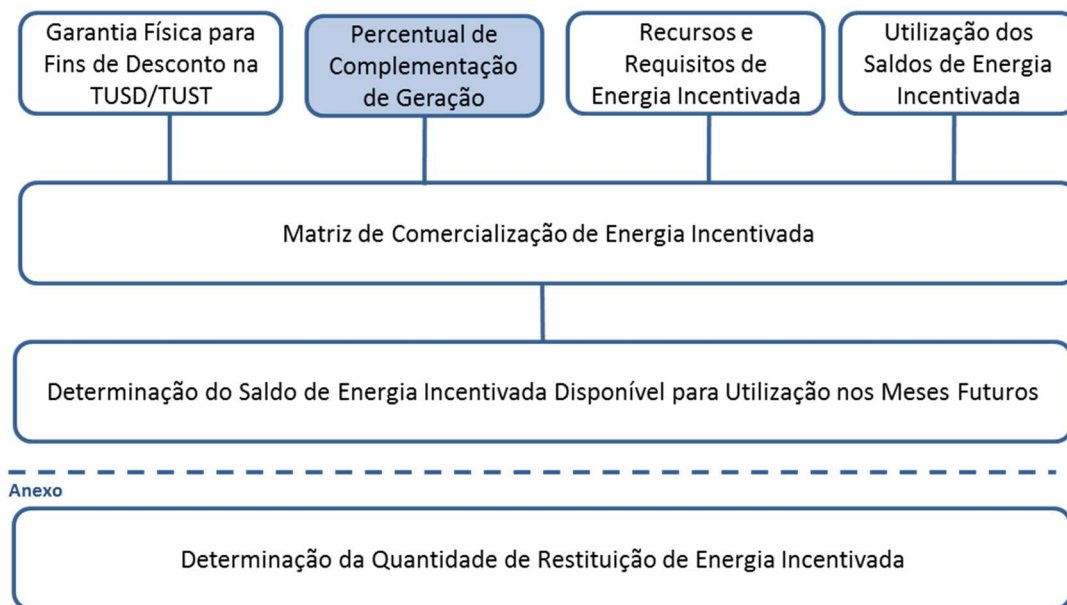 Garantia Física para
Fins de Desconto na
TUSD/TUST
Percentual de
Complementação
de Geração
Recursos e
Requisitos de
Energia Incentivada
Utilização dos
Saldos de Energia
Incentivada
Matriz de Comercialização de Energia Incentivada
Determinação do Saldo de Energia Incentivada Disponível para Utilização nos Meses Futuros
Anexo
Determinação da Quantidade de Restituição de Energia Incentivada